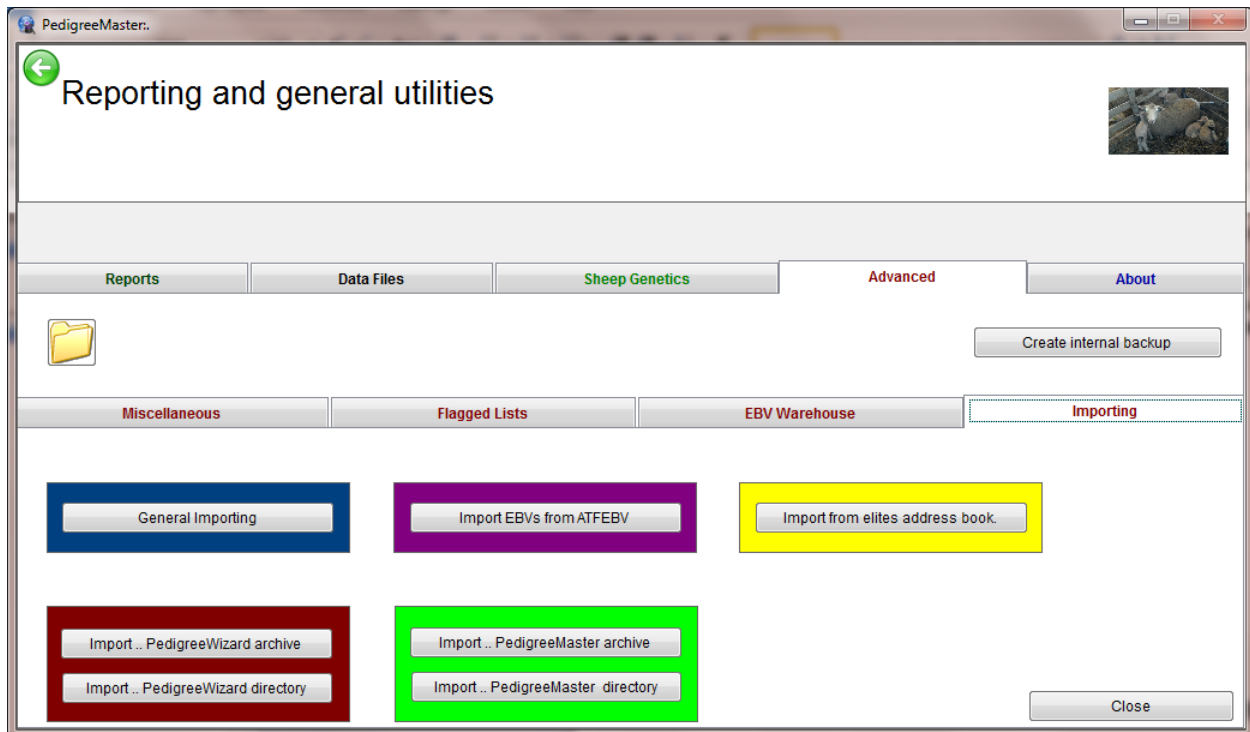 PedigreeMaster:.
Reporting and general utilities
Reports
Data Files
Sheep Genetics
Advanced
About
Create internal backup
Miscellaneous
Flagged Lists
EBV Warehouse
Importing
General Importing
Import EBVs from ATFEBV
Import from elites address book.
Import .. PedigreeWizard archive
Import .. PedigreeMaster archive
Import .. PedigreeWizard directory
Import .. PedigreeMaster directory
Close